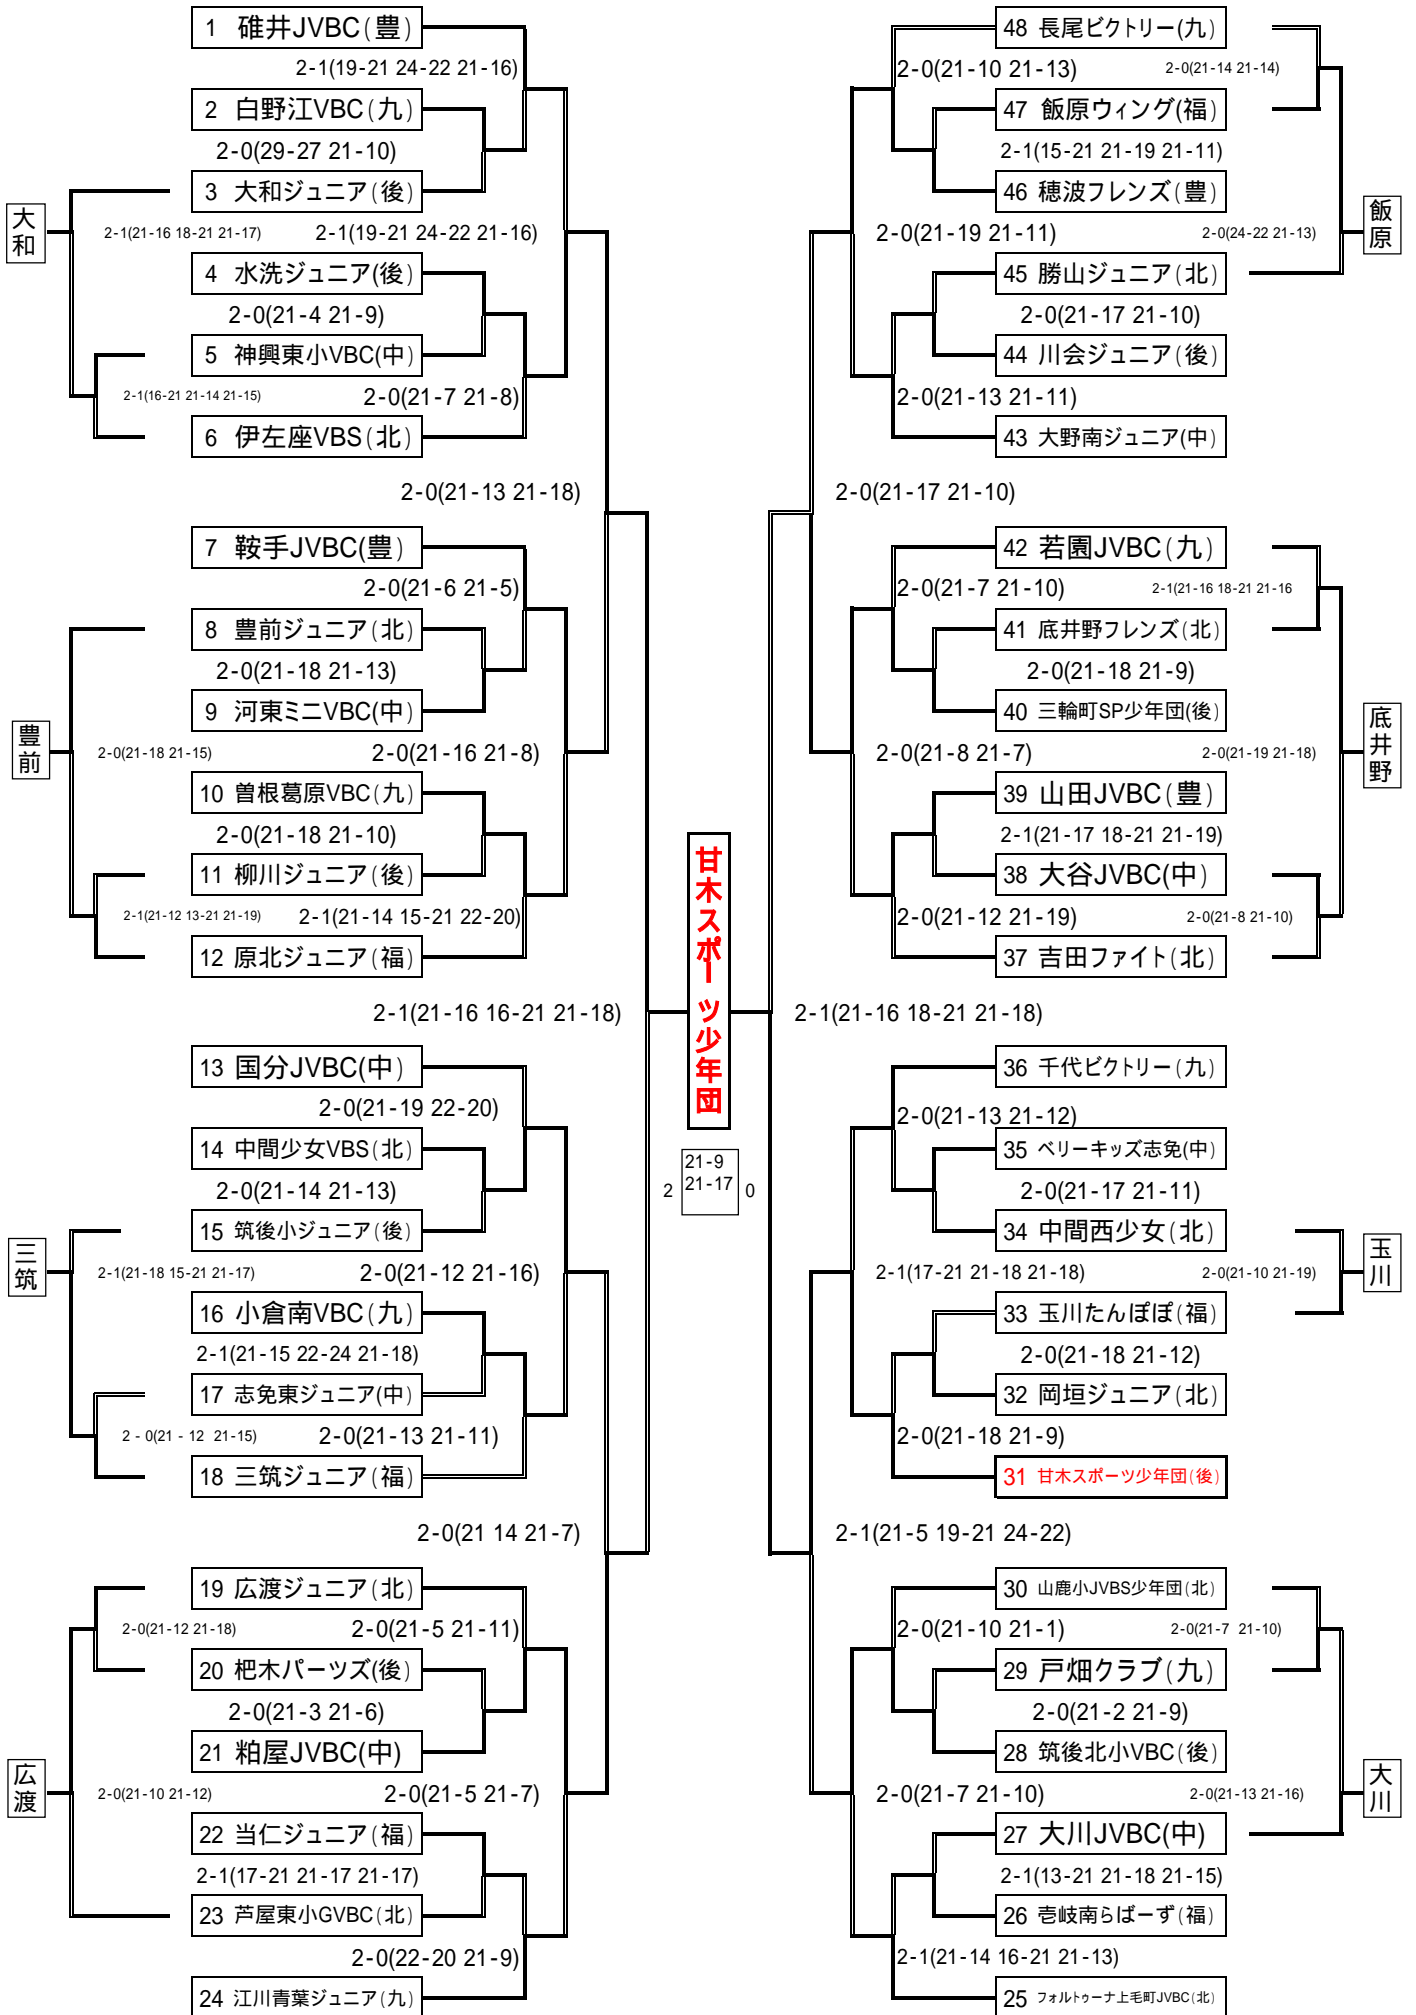 1 碓井JVBC(豊)
2-1(19-21 24-22 21-16)
2 白野江VBC(九)
2-0(29-27 21-10)
3 大和ジュニア(後)
大和
2-1(21-16 18-21 21-17)
2-1(19-21 24-22 21-16)
4 水洗ジュニア(後)
2-0(21-4 21-9)
5 神興東小VBC(中)
2-1(16-21 21-14 21-15)
2-0(21-7 21-8)
6 伊左座VBS(北)
2-0(21-13 21-18)
7 鞍手JVBC(豊)
2-0(21-6 21-5)
8 豊前ジュニア(北)
2-0(21-18 21-13)
9 河東ミニVBC(中)
豊前
2-0(21-18 21-15)
2-0(21-16 21-8)
10 曽根葛原VBC(九)
2-0(21-18 21-10)
11 柳川ジュニア(後)
2-1(21-12 13-21 21-19)
2-1(21-14 15-21 22-20)
12 原北ジュニア(福)
2-1(21-16 16-21 21-18)
13 国分JVBC(中)
2-0(21-19 22-20)
14 中間少女VBS(北)
2-0(21-14 21-13)
15 筑後小ジュニア(後)
三筑
2-1(21-18 15-21 21-17)
2-0(21-12 21-16)
16 小倉南VBC(九)
2-1(21-15 22-24 21-18)
17 志免東ジュニア(中)
2 - 0(21 - 12 21-15)
2-0(21-13 21-11)
18 三筑ジュニア(福)
2-0(21 14 21-7)
19 広渡ジュニア(北)
2-0(21-12 21-18)
2-0(21-5 21-11)
20 杷木パーツズ(後)
2-0(21-3 21-6)
21 粕屋JVBC(中)
広渡
2-0(21-10 21-12)
2-0(21-5 21-7)
22 当仁ジュニア(福)
2-1(17-21 21-17 21-17)
23 芦屋東小GVBC(北)
2-0(22-20 21-9)
24 江川青葉ジュニア(九)
甘木スポーツ少年団
2
21-9
21-17
0
48 長尾ビクトリー(九)
2-0(21-10 21-13)
2-0(21-14 21-14)
47 飯原ウィング(福)
2-1(15-21 21-19 21-11)
46 穂波フレンズ(豊)
2-0(21-19 21-11)
2-0(24-22 21-13)
飯原
45 勝山ジュニア(北)
2-0(21-17 21-10)
44 川会ジュニア(後)
2-0(21-13 21-11)
43 大野南ジュニア(中)
2-0(21-17 21-10)
42 若園JVBC(九)
2-0(21-7 21-10)
2-1(21-16 18-21 21-16
41 底井野フレンズ(北)
2-0(21-18 21-9)
40 三輪町SP少年団(後)
2-0(21-8 21-7)
2-0(21-19 21-18)
底井野
39 山田JVBC(豊)
2-1(21-17 18-21 21-19)
38 大谷JVBC(中)
2-0(21-12 21-19)
2-0(21-8 21-10)
37 吉田ファイト(北)
2-1(21-16 18-21 21-18)
36 千代ビクトリー(九)
2-0(21-13 21-12)
35 ベリーキッズ志免(中)
2-0(21-17 21-11)
34 中間西少女(北)
2-1(17-21 21-18 21-18)
2-0(21-10 21-19)
玉川
33 玉川たんぽぽ(福)
2-0(21-18 21-12)
32 岡垣ジュニア(北)
2-0(21-18 21-9)
31 甘木スポーツ少年団(後)
2-1(21-5 19-21 24-22)
30 山鹿小JVBS少年団(北)
2-0(21-10 21-1)
2-0(21-7 21-10)
29 戸畑クラブ(九)
2-0(21-2 21-9)
28 筑後北小VBC(後)
2-0(21-7 21-10)
2-0(21-13 21-16)
大川
27 大川JVBC(中)
2-1(13-21 21-18 21-15)
26 壱岐南らばーず(福)
2-1(21-14 16-21 21-13)
25 フォルトゥーナ上毛町JVBC(北)